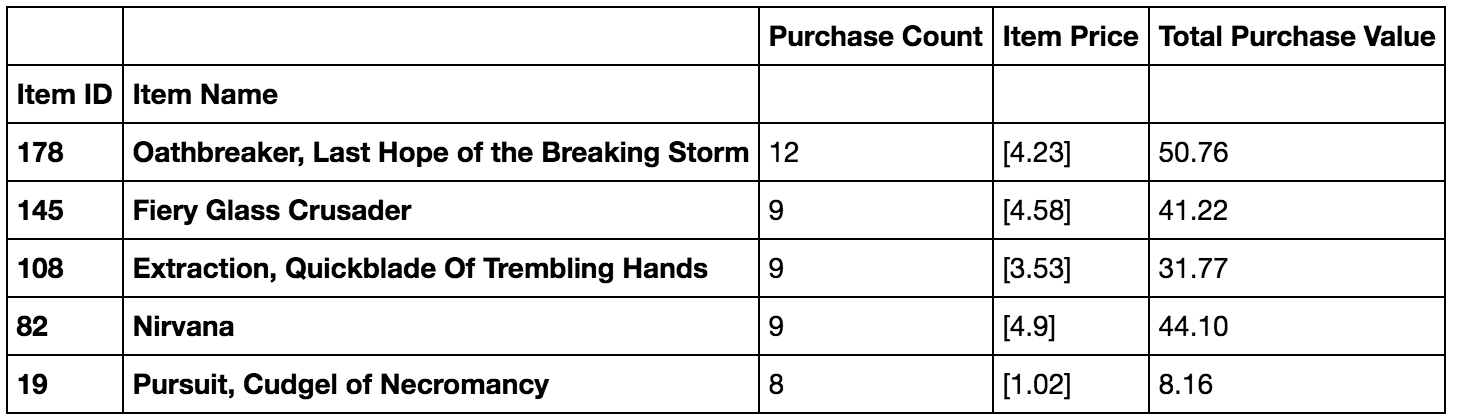 Purchase Count Item Price Total Purchase Value
Item ID Item Name
178 Oathbreaker, Last Hope of the Breaking Storm 12 [4.23] 50.76
145 Fiery Glass Crusader 9 [4.58] 41.22
108 Extraction, Quickblade Of Trembling Hands 9 [3.53] 31.77
82 Nirvana 9 [4.9] 44.10
19 Pursuit, Cudgel of Necromancy 8 [1.02] 8.16